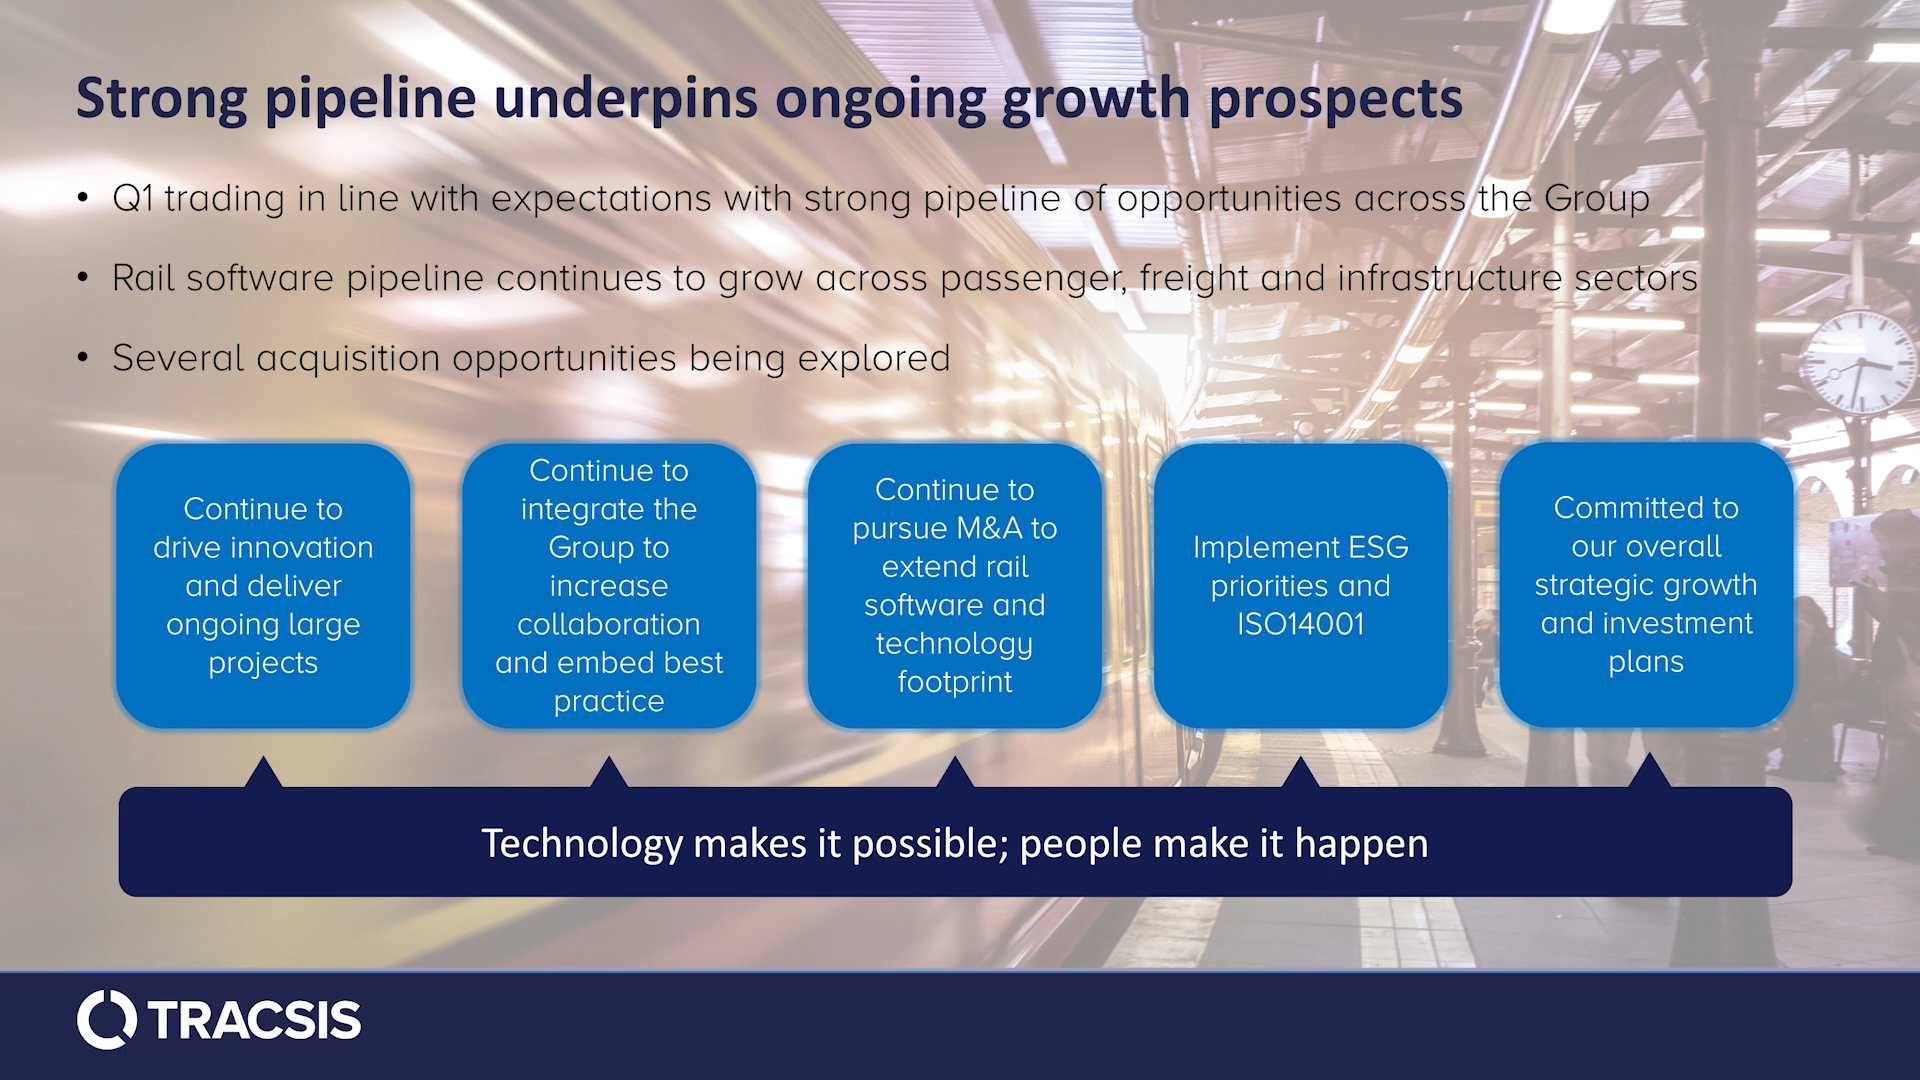 Strong pipeline underpins ongoing growth prospects
• Q1 trading in line with expectations with strong pipeline of opportunities across the Group
• Rail software pipeline continues to grow across passenger, freight and infrastructure sectors
• Several acquisition opportunities being explored
Continue to
drive innovation
and deliver
ongoing large
projects
Continue to
integrate the
Group to
increase
collaboration
and embed best
practice
Continue to
pursue M&A to
extend rail
software and
technology
footprint
Implement ESG
priorities and
ISO14001
Committed to
our overall
strategic growth
and investment
plans
Technology makes it possible; people make it happen
TRACSIS